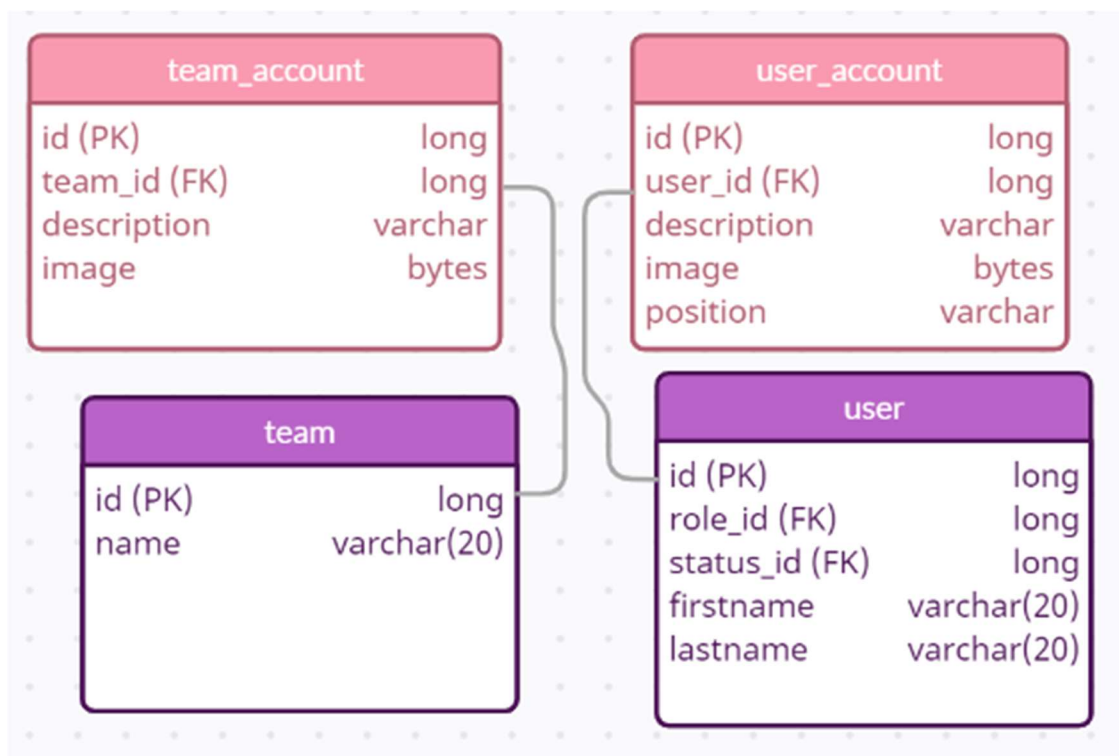 team_account
id (PK) long
team_id (FK) long
description varchar
image bytes
user_account
id (PK) long
user_id (FK) long
description varchar
image bytes
position varchar
team
id (PK) long
name varchar(20)
user
id (PK) long
role_id (FK) long
status_id (FK) long
firstname varchar(20)
lastname varchar(20)